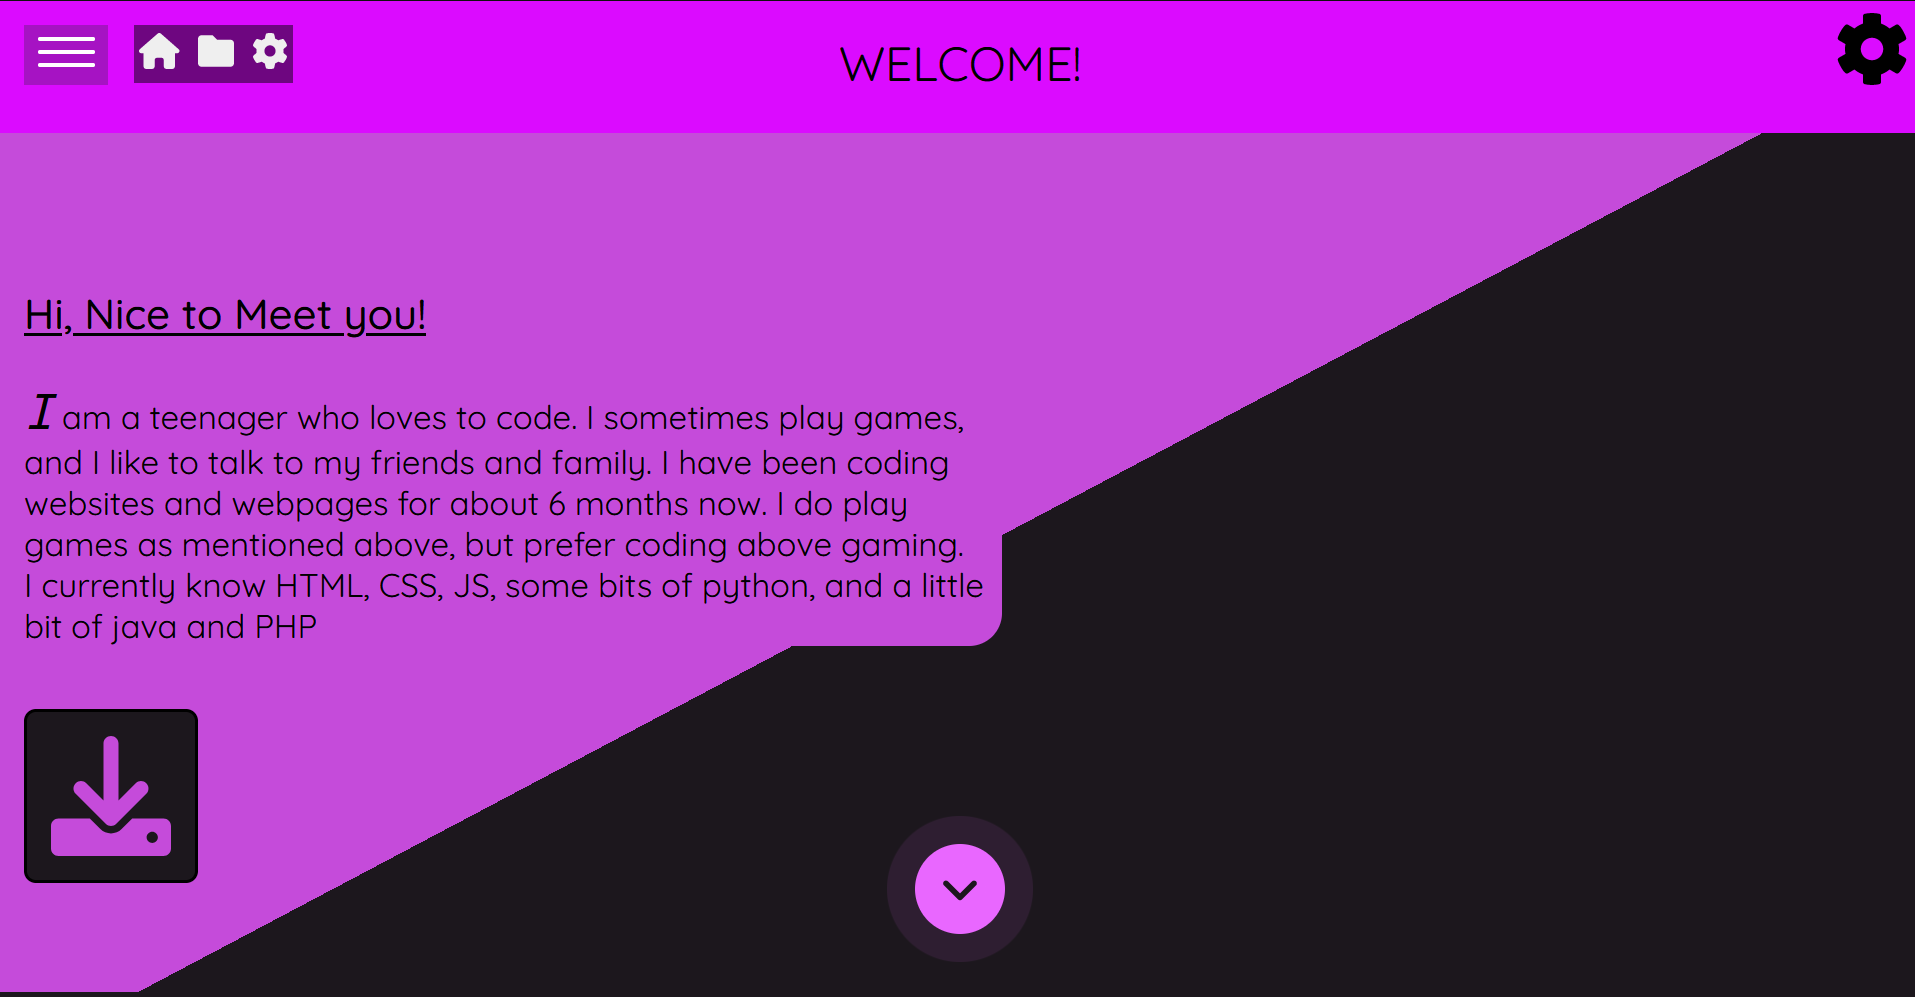 WELCOME!
Hi, Nice to Meet you!
I am a teenager who loves to code. I sometimes play games,
and I like to talk to my friends and family. I have been coding
websites and webpages for about 6 months now. I do play
games as mentioned above, but prefer coding above gaming.
I currently know HTML, CSS, JS, some bits of python, and a little
bit of java and PHP